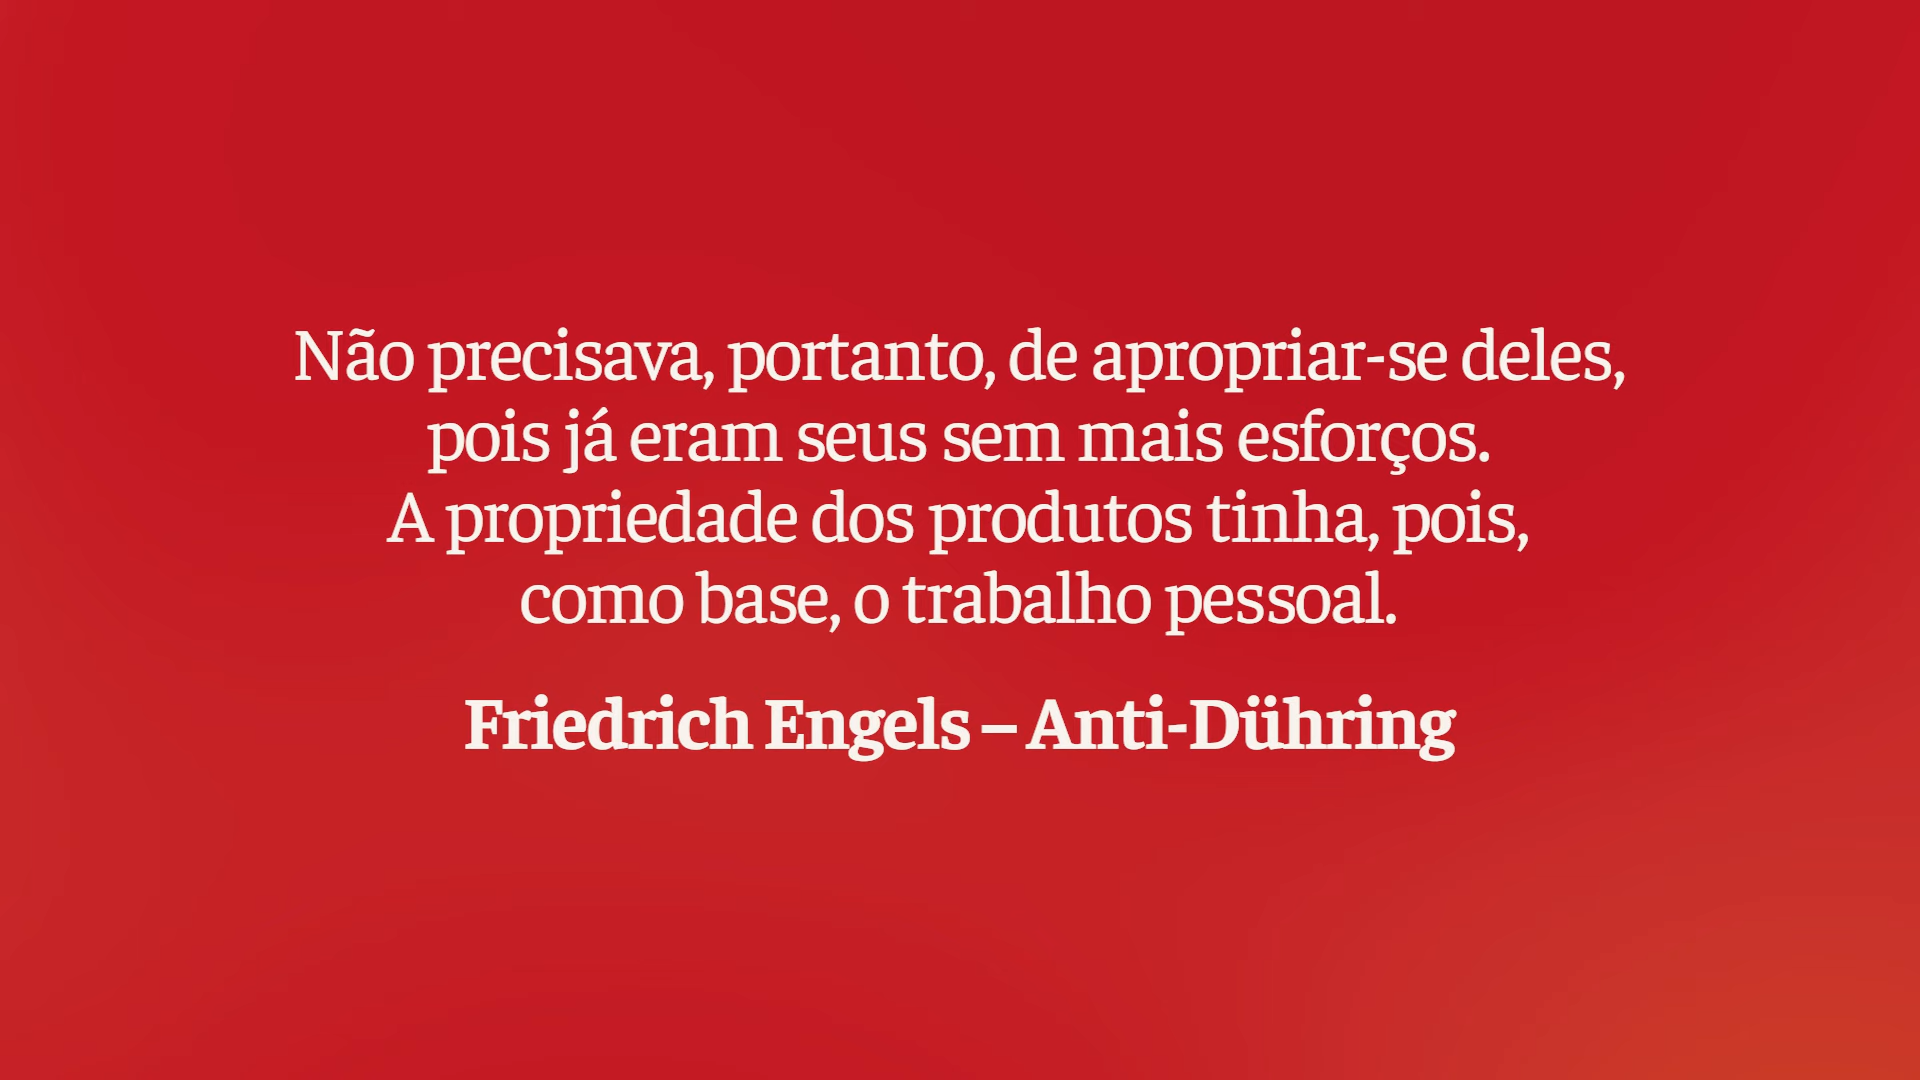 Não precisava, portanto, de apropriar-se deles,
pois já eram seus sem mais esforços.
A propriedade dos produtos tinha, pois,
como base, o trabalho pessoal.
Friedrich Engels – Anti-Dühring